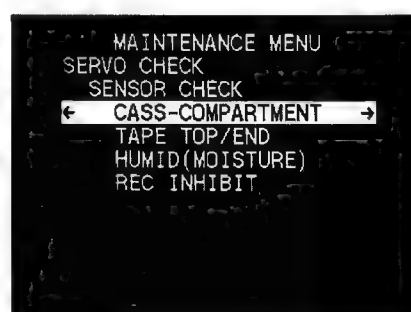 MAINTENANCE MENU
SERVO CHECK
SENSOR CHECK
← CASS-COMPARTMENT →
TAPE TOP/END
HUMID(MOISTURE)
REC INHIBIT